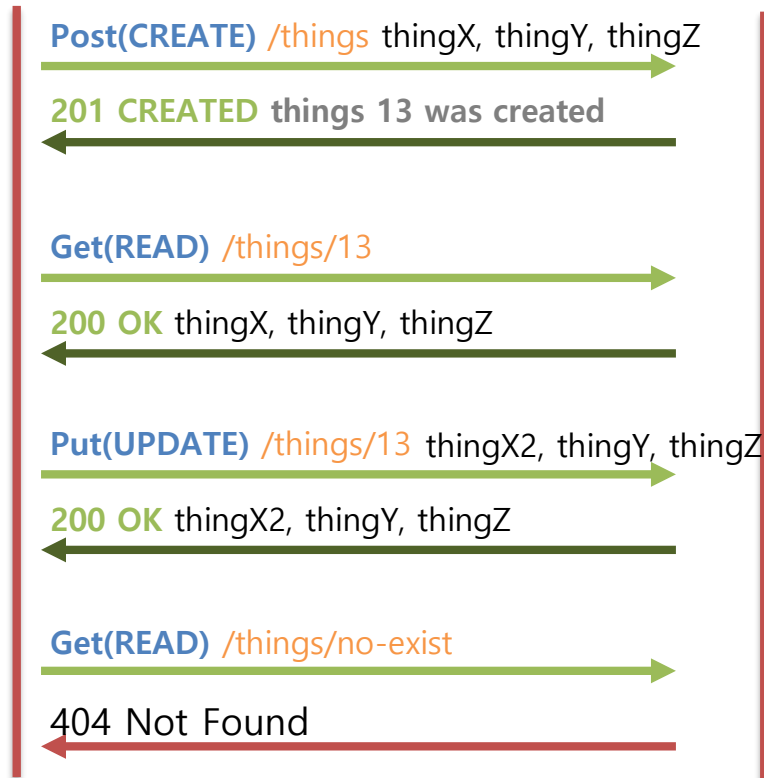 Post(CREATE) /things thingX, thingY, thingZ
201 CREATED things 13 was created
Get(READ) /things/13
200 OK thingX, thingY, thingZ
Put(UPDATE) /things/13 thingX2, thingY, thingZ
200 OK thingX2, thingY, thingZ
Get(READ) /things/no-exist
404 Not Found